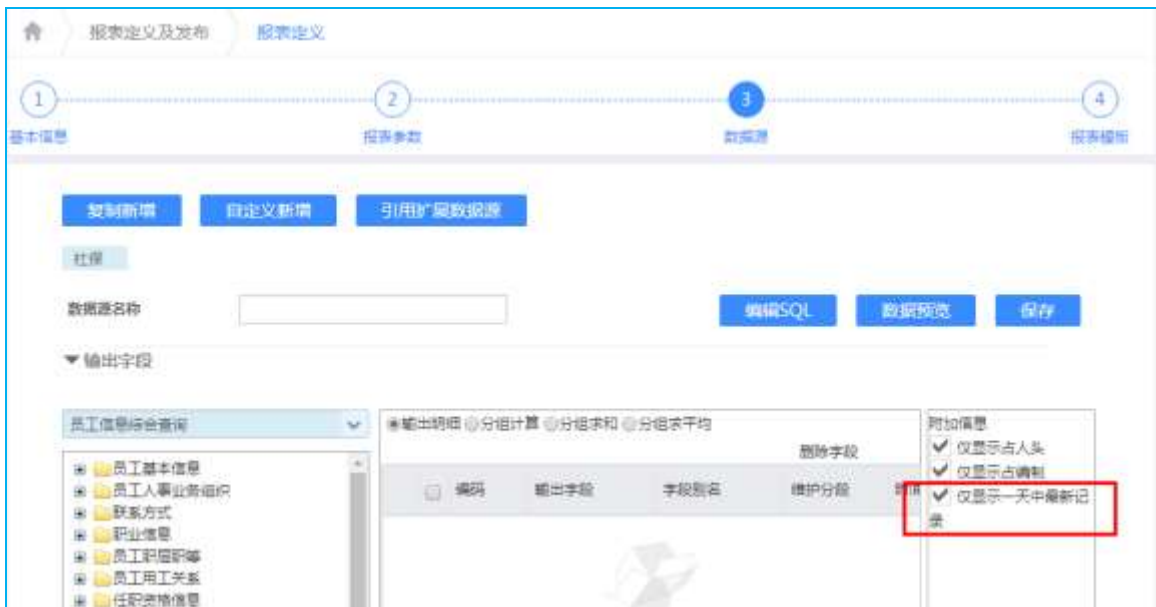 报表定义及发布 报表定义
1 2 3 4
基本信息 报表参数 数据源 报表模板
复制新增 自定义新增 引用扩展数据源
社保
数据源名称 编辑SQL 数据预览 保存
输出字段
员工信息综合查询 输出明细 分组计算 分组求和 分组求平均 附加信息
删除字段 仅显示占人头
员工基本信息 仅显示占编制
员工人事业务组织 编码 输出字段 字段别名 维护分段 仅显示一天中最新记
联系方式 录
职业信息
员工职层职等
员工用工关系
任职资格信息